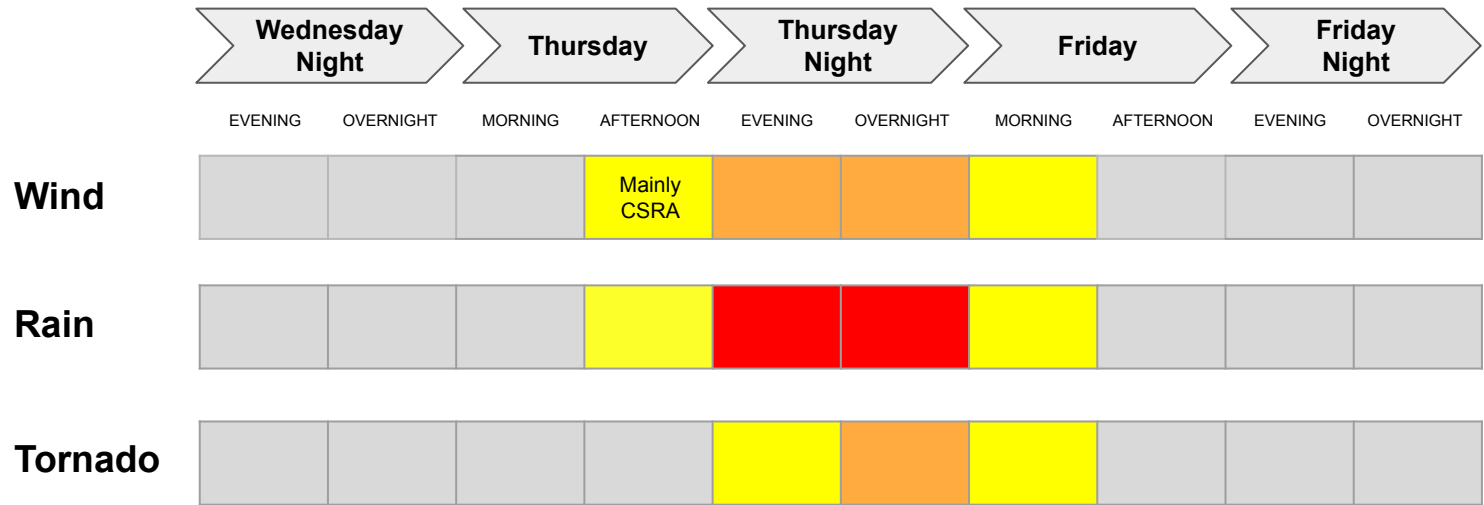 Wednesday
Night
Thursday
Thursday
Night
Friday
Friday
Night
EVENING OVERNIGHT MORNING AFTERNOON EVENING OVERNIGHT MORNING AFTERNOON EVENING OVERNIGHT
Wind
Mainly
CSRA
Rain
Tornado